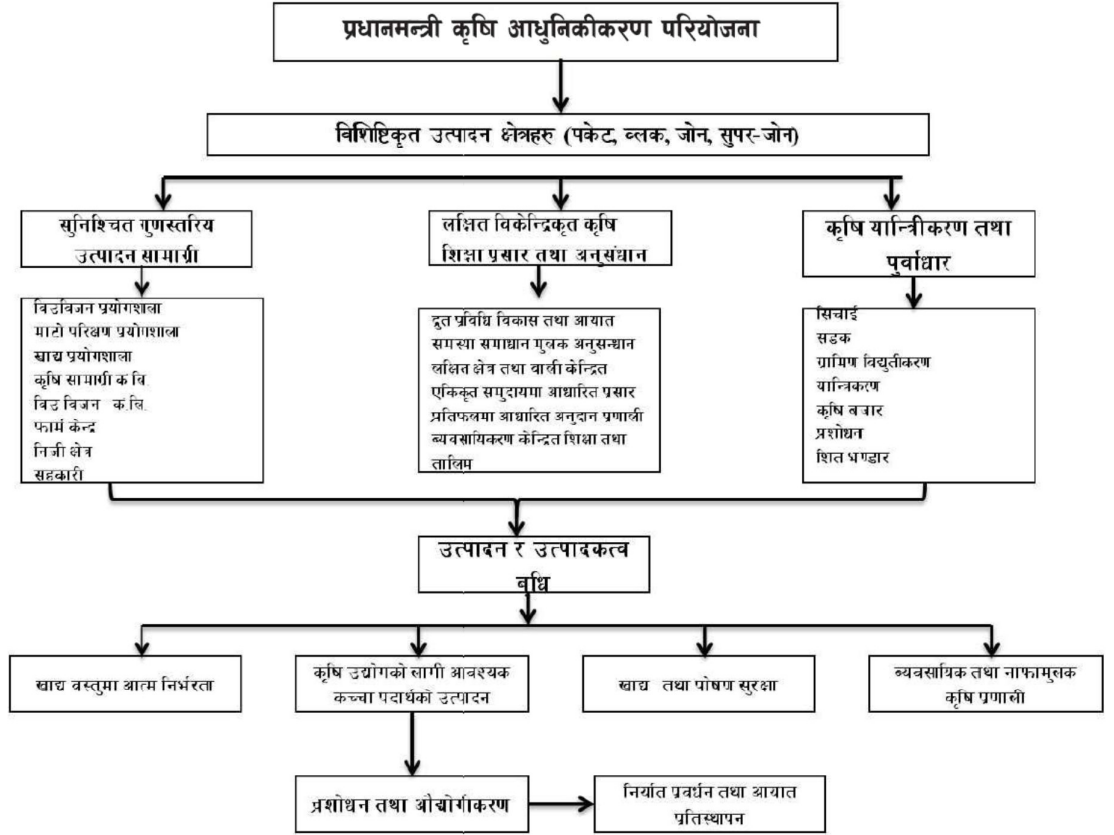 प्रधानमन्त्री कृषि आधुनिकीकरण परियोजना
विशिष्टिकृत उत्पादन क्षेत्रहरु (पकेट, ब्लक, जोन, सुपर-जोन)
सुनिश्चित गुणस्तरिय
उत्पादन सामाग्री
लक्षित विकेन्द्रिकृत कृषि
शिक्षा प्रसार तथा अनुसंधान
कृषि यान्त्रीकरण तथा
पुर्वाधार
विउविजन प्रयोगशाला
माटो परिक्षण प्रयोगशाला
खाद्य प्रयोगशाला
कृषि सामाग्री क.वि.
विउ विजन क.लि.
फार्म केन्द्र
निजी क्षेत्र
सहकारी
द्रुत प्रविधि विकास तथा आयात
समस्या समाधान मुलक अनुसन्धान
लक्षित क्षेत्र तथा वाली केन्द्रित
एकिकृत समुदायमा आधारित प्रसार
प्रतिफलमा आधारित अनुदान प्रणाली
ब्यवसायिकरण केन्द्रित शिक्षा तथा
तालिम
सिचाई
सडक
ग्रामिण विद्युतीकरण
यान्त्रिकरण
कृषि बजार
प्रशोधन
शित भण्डार
उत्पादन र उत्पादकत्व
बृधि
खाद्य वस्तुमा आत्म निर्भरता
कृषि उद्योगको लागी आवश्यक
कच्चा पदार्थको उत्पादन
खाद्य तथा पोषण सुरक्षा
ब्यवसायिक तथा नाफामुलक
कृषि प्रणाली
प्रशोधन तथा औद्योगीकरण
निर्यात प्रवर्धन तथा आयात
प्रतिस्थापन